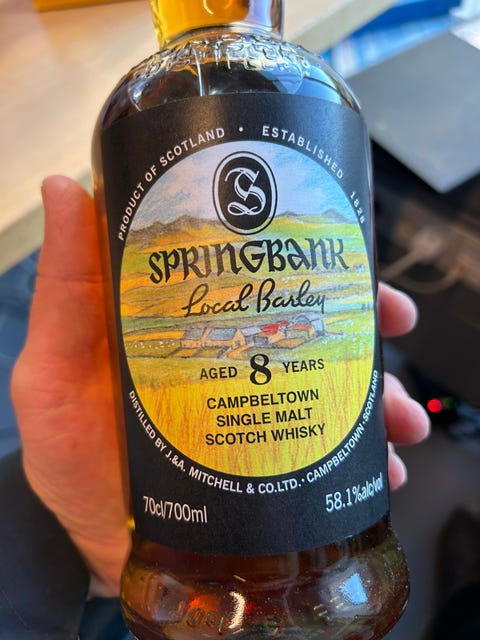 PRODUCT OF SCOTLAND • ESTABLISHED 1828
S
SPRINGBANK
Local Barley
AGED 8 YEARS
CAMPBELTOWN
SINGLE MALT
SCOTCH WHISKY
DISTILLED BY J.&A. MITCHELL & CO.LTD. • CAMPBELTOWN • SCOTLAND
70cl/700ml
58.1%alc/vol